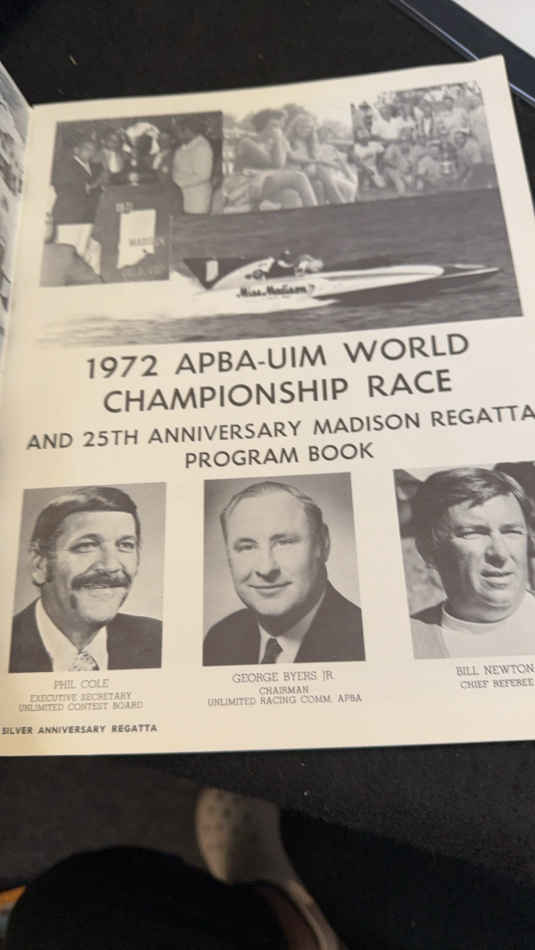 MADISON
Miss Madison
1972 APBA-UIM WORLD
CHAMPIONSHIP RACE
AND 25TH ANNIVERSARY MADISON REGATTA
PROGRAM BOOK
PHIL COLE
EXECUTIVE SECRETARY
UNLIMITED CONTEST BOARD
GEORGE BYERS JR.
CHAIRMAN
UNLIMITED RACING COMM. APBA
BILL NEWTON
CHIEF REFEREE
SILVER ANNIVERSARY REGATTA